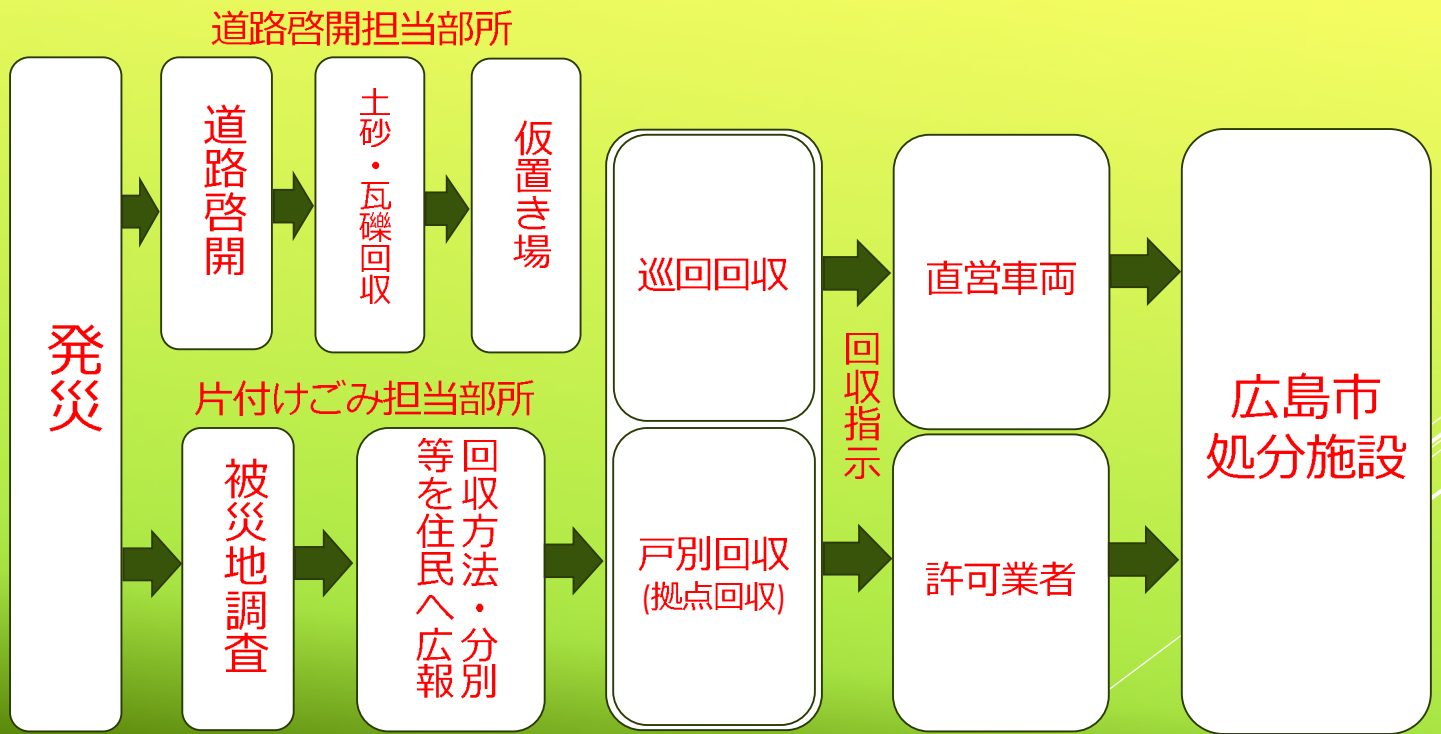 道路啓開担当部所
発災
道路啓開
土砂・瓦礫回収
仮置き場
片付けごみ担当部所
被災地調査
回収方法・分別
等を住民へ広報
巡回回収
戸別回収
(拠点回収)
回収指示
直営車両
許可業者
広島市
処分施設